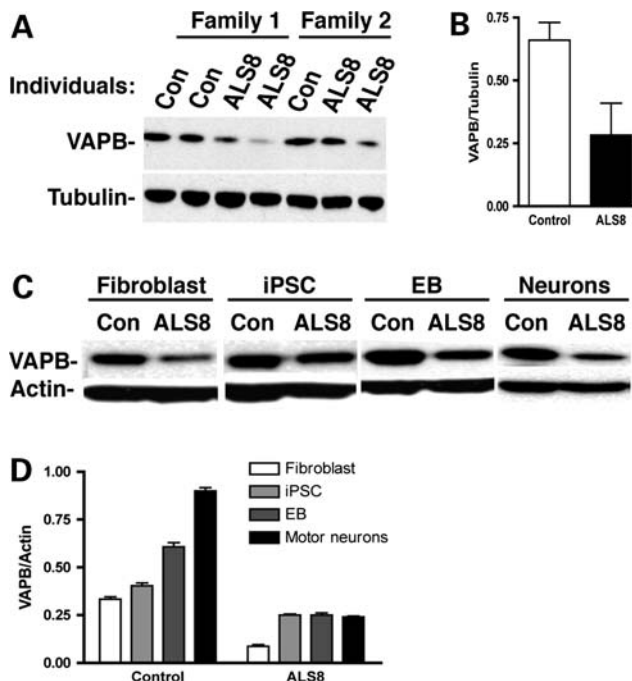 A
Family 1 Family 2
Individuals: Con Con ALS8 ALS8 Con ALS8 ALS8
VAPB-
Tubulin-
B
VAPB/Tubulin
0.75
0.50
0.25
0.00
Control ALS8
C
Fibroblast iPSC EB Neurons
Con ALS8 Con ALS8 Con ALS8 Con ALS8
VAPB-
Actin-
D
VAPB/Actin
1.00
0.75
0.50
0.25
0.00
Fibroblast
iPSC
EB
Motor neurons
Control ALS8